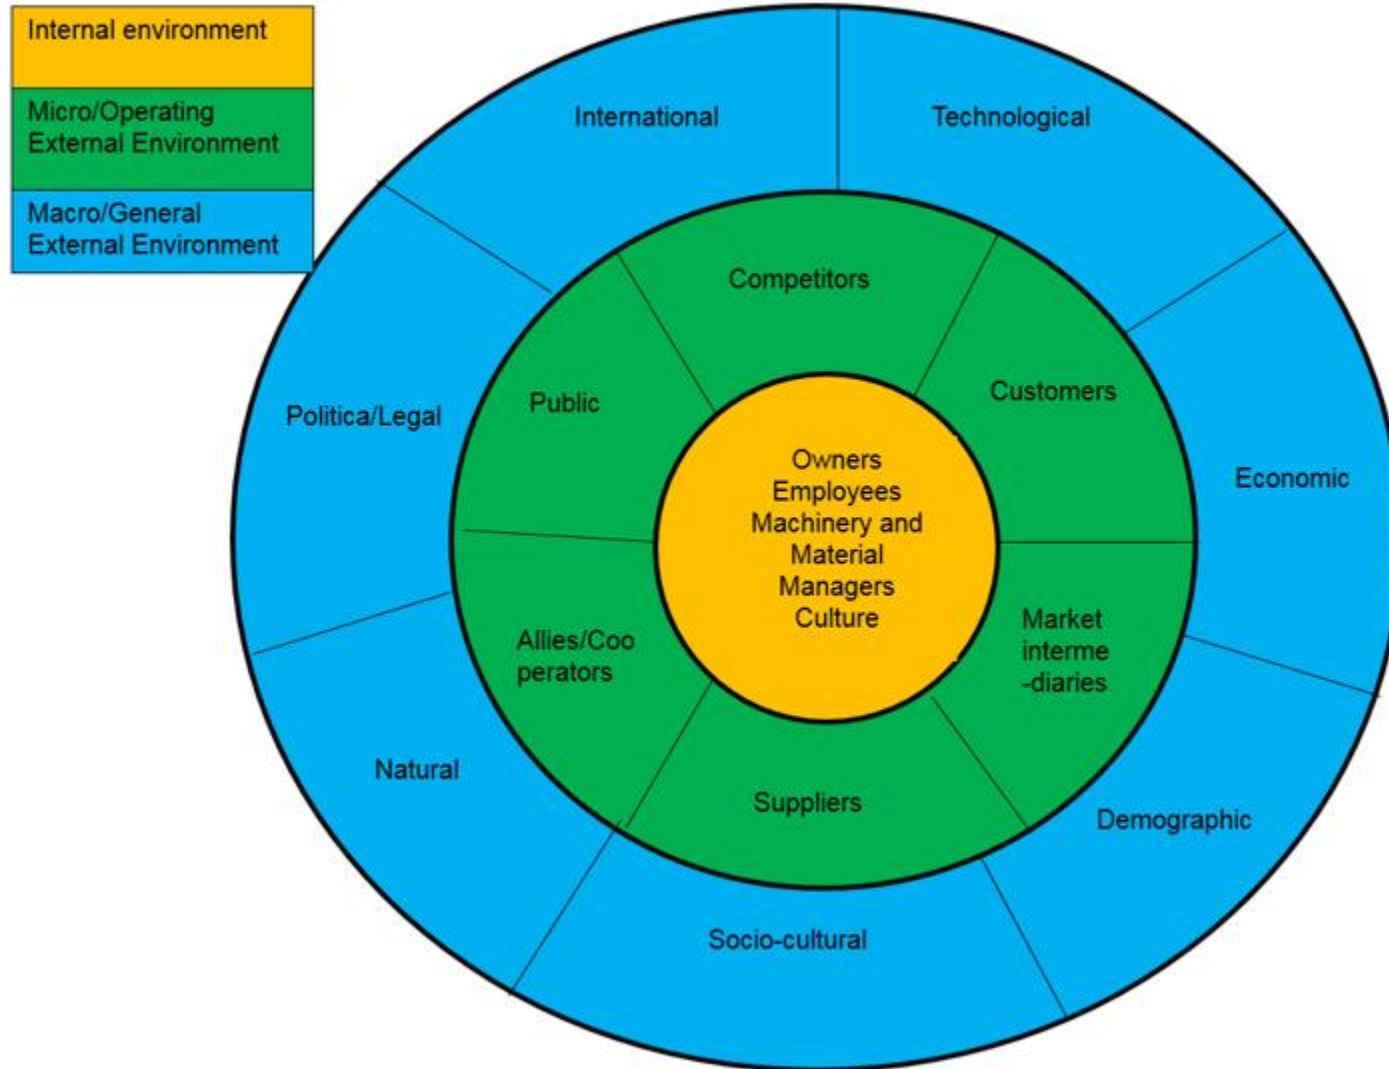 Internal environment
Micro/Operating
External Environment
Macro/General
External Environment
International
Technological
Competitors
Customers
Public
Politica/Legal
Economic
Owners
Employees
Machinery and
Material
Managers
Culture
Market
interme
-diaries
Allies/Coo
perators
Natural
Suppliers
Demographic
Socio-cultural